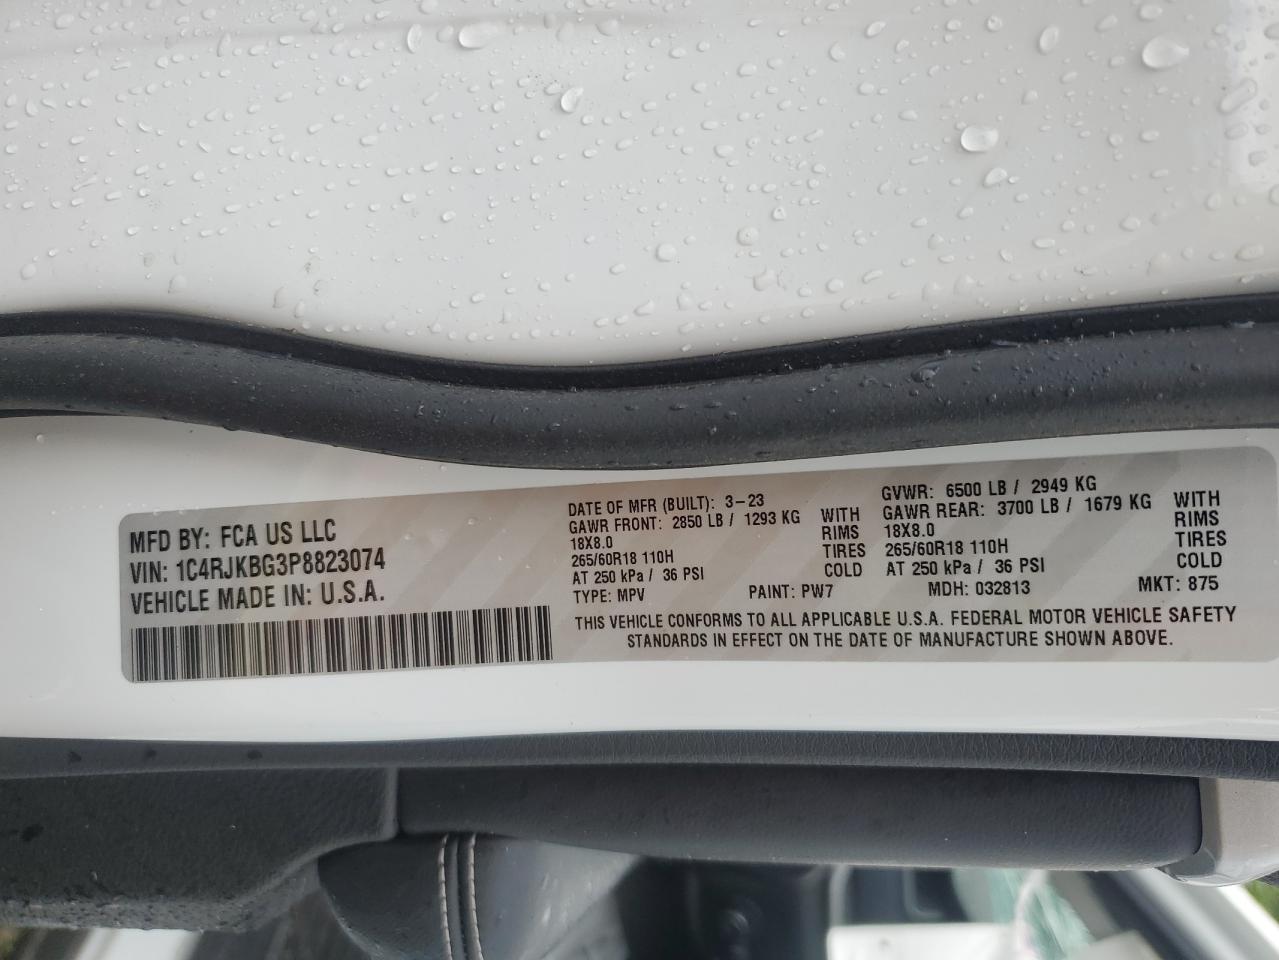 MFD BY: FCA US LLC
VIN: 1C4RJKBG3P8823074
VEHICLE MADE IN: U.S.A.
DATE OF MFR (BUILT): 3-23
GAWR FRONT: 2850 LB / 1293 KG WITH
18X8.0 RIMS
265/60R18 110H TIRES
AT 250 kPa / 36 PSI COLD
GVWR: 6500 LB / 2949 KG
GAWR REAR: 3700 LB / 1679 KG WITH
18X8.0 RIMS
265/60R18 110H TIRES
AT 250 kPa / 36 PSI COLD
TYPE: MPV PAINT: PW7 MDH: 032813 MKT: 875
THIS VEHICLE CONFORMS TO ALL APPLICABLE U.S.A. FEDERAL MOTOR VEHICLE SAFETY
STANDARDS IN EFFECT ON THE DATE OF MANUFACTURE SHOWN ABOVE.